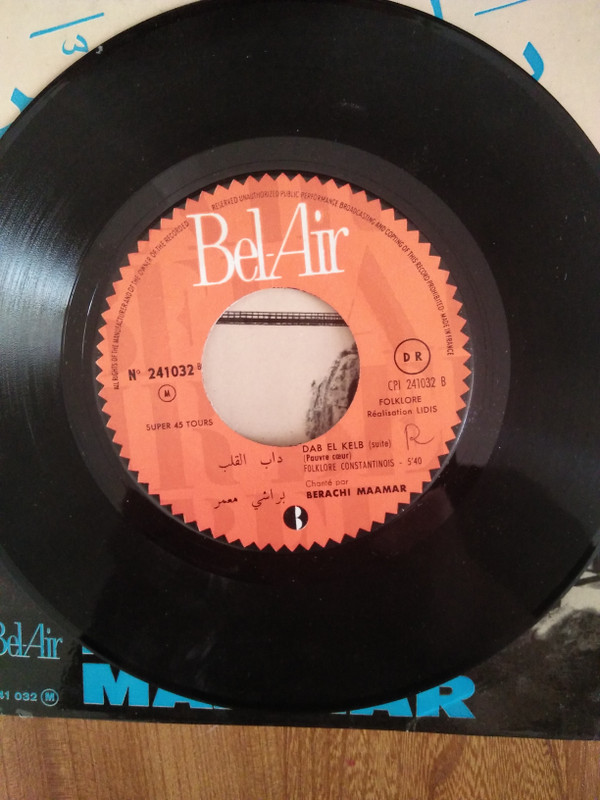 ALL RIGHTS OF THE MANUFACTURER AND OF THE OWNER OF THE RECORDED RESERVED UNAUTHORIZED PUBLIC PERFORMANCE BROADCASTING AND COPYING OF THIS RECORD PROHIBITED MADE IN FRANCE
Bel-Air
N° 241032 B
M
SUPER 45 TOURS
D R
CPI 241032 B
FOLKLORE
Réalisation LIDIS
R
داب القلب
DAB EL KELB (suite)
(Pauvre cœur)
FOLKLORE CONSTANTINOIS - 5'40
براشي معمر
Chanté par
BERACHI MAAMAR
B
Bel-Air
41 032 M